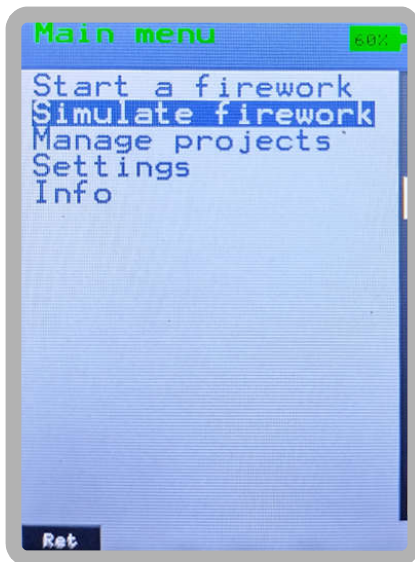 Main menu
60%
Start a firework
Simulate firework
Manage projects
Settings
Info
Ret